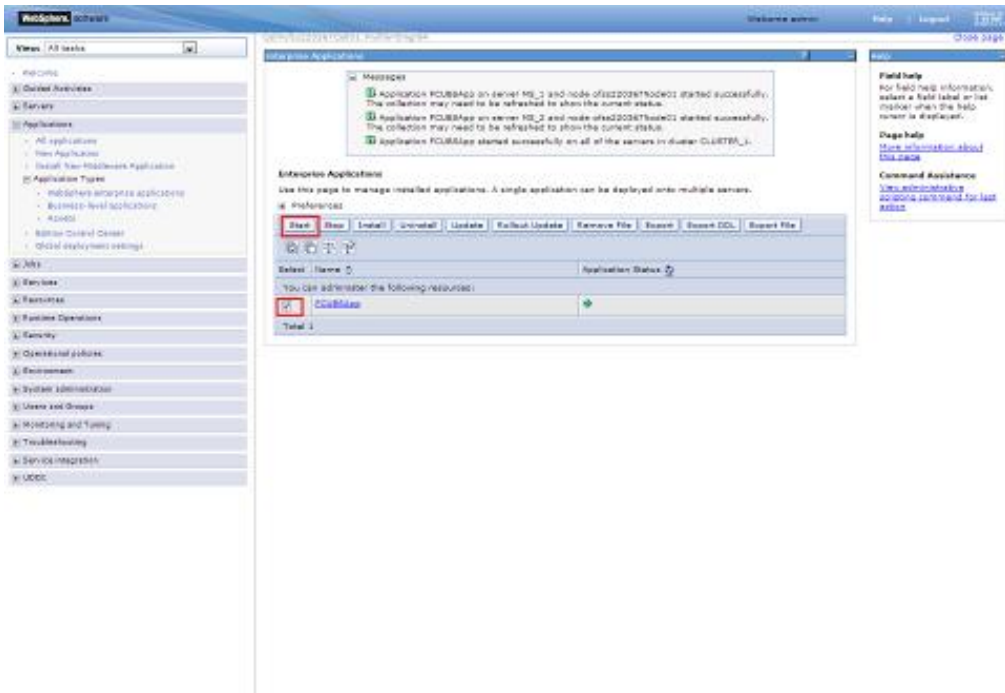 WebSphere. software
Welcome admin
Help | Logout
IBM
View: All tasks
Close page
Welcome
Guided Activities
Servers
Applications
All applications
New Application
Install New Middleware Application
Application Types
WebSphere enterprise applications
Business-level applications
Assets
Edition Control Center
Global deployment settings
Jobs
Services
Resources
Runtime Operations
Security
Operational policies
Environment
System administration
Users and Groups
Monitoring and Tuning
Troubleshooting
Service integration
UDDI
Enterprise Applications
?
Messages
Application FCUBSApp on server MS_1 and node started successfully.
The collection may need to be refreshed to show the current status.
Application FCUBSApp on server MS_2 and node started successfully.
The collection may need to be refreshed to show the current status.
Application FCUBSApp started successfully on all of the servers in cluster CLUSTER_1.
Enterprise Applications
Use this page to manage installed applications. A single application can be deployed onto multiple servers.
Preferences
Start Stop Install Uninstall Update Rollout Update Remove File Export Export DDL Export File
Select Name Application Status
You can administer the following resources:
FCUBSApp
Total 1
Help
Field help
For field help information,
select a field label or list
marker when the help
cursor is displayed.
Page help
More information about
this page
Command Assistance
View administrative
scripting command for last
action